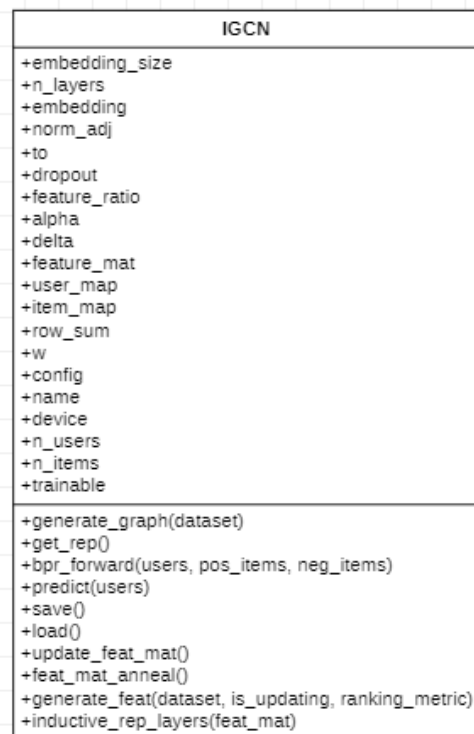 IGCN
+embedding_size
+n_layers
+embedding
+norm_adj
+to
+dropout
+feature_ratio
+alpha
+delta
+feature_mat
+user_map
+item_map
+row_sum
+w
+config
+name
+device
+n_users
+n_items
+trainable
+generate_graph(dataset)
+get_rep()
+bpr_forward(users, pos_items, neg_items)
+predict(users)
+save()
+load()
+update_feat_mat()
+feat_mat_anneal()
+generate_feat(dataset, is_updating, ranking_metric)
+inductive_rep_layers(feat_mat)